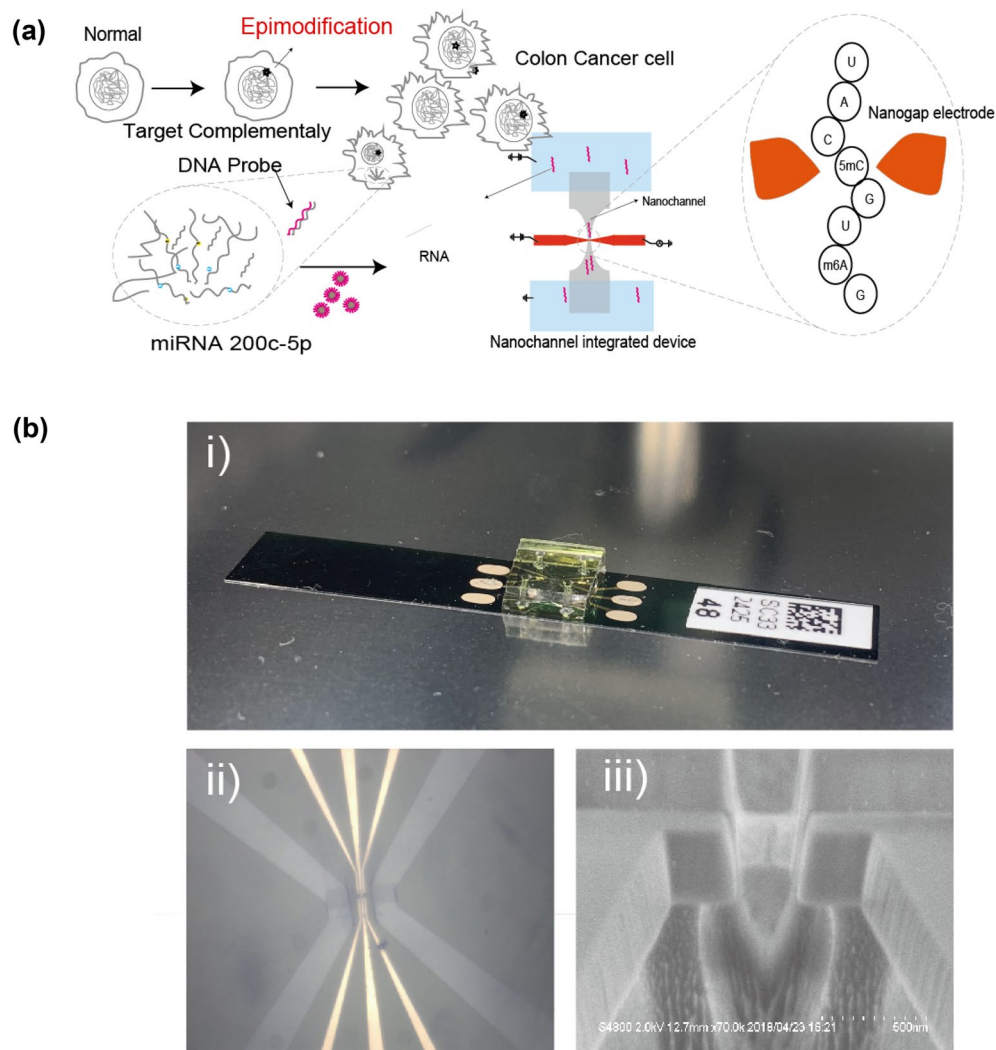 (a)
Normal
Epimodification
Colon Cancer cell
Target Complementaly
DNA Probe
miRNA 200c-5p
RNA
Nanochannel
Nanochannel integrated device
Nanogap electrode
U
A
C
5mC
G
U
m6A
G
(b)
i)
SC33
2425
48
ii)
iii)
S4800 2.0kV 12.7mm x70.0k 2018/04/23 15:21
500nm